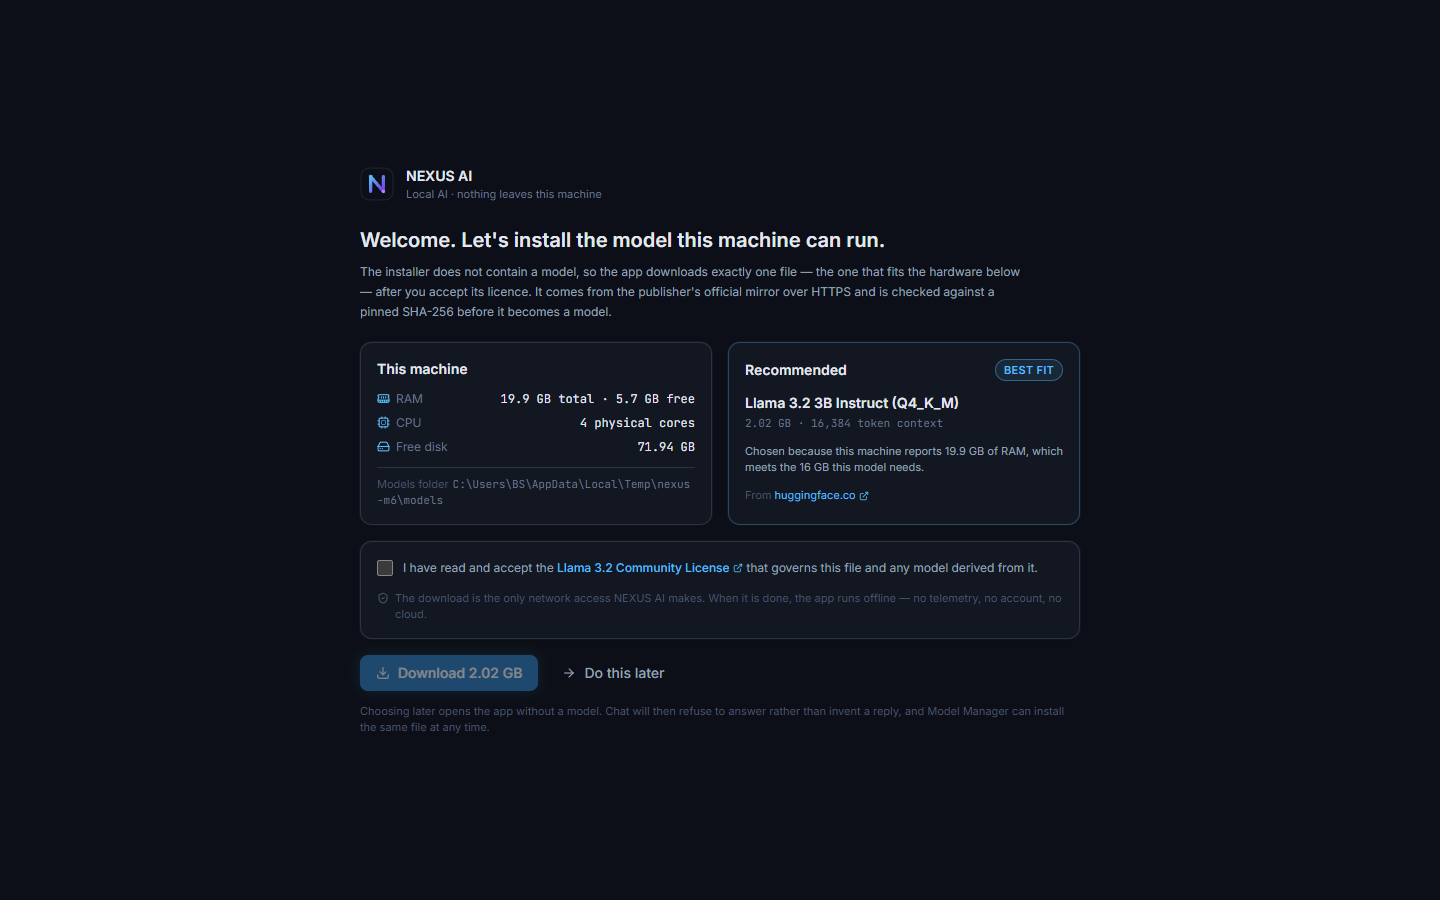 NEXUS AI
Local AI · nothing leaves this machine
Welcome. Let's install the model this machine can run.
The installer does not contain a model, so the app downloads exactly one file — the one that fits the hardware below
— after you accept its licence. It comes from the publisher's official mirror over HTTPS and is checked against a
pinned SHA-256 before it becomes a model.
This machine
RAM 19.9 GB total · 5.7 GB free
CPU 4 physical cores
Free disk 71.94 GB
Models folder C:\Users\BS\AppData\Local\Temp\nexus
-m6\models
Recommended BEST FIT
Llama 3.2 3B Instruct (Q4_K_M)
2.02 GB · 16,384 token context
Chosen because this machine reports 19.9 GB of RAM, which
meets the 16 GB this model needs.
From huggingface.co
I have read and accept the Llama 3.2 Community License that governs this file and any model derived from it.
The download is the only network access NEXUS AI makes. When it is done, the app runs offline — no telemetry, no account, no
cloud.
Download 2.02 GB
Do this later
Choosing later opens the app without a model. Chat will then refuse to answer rather than invent a reply, and Model Manager can install
the same file at any time.